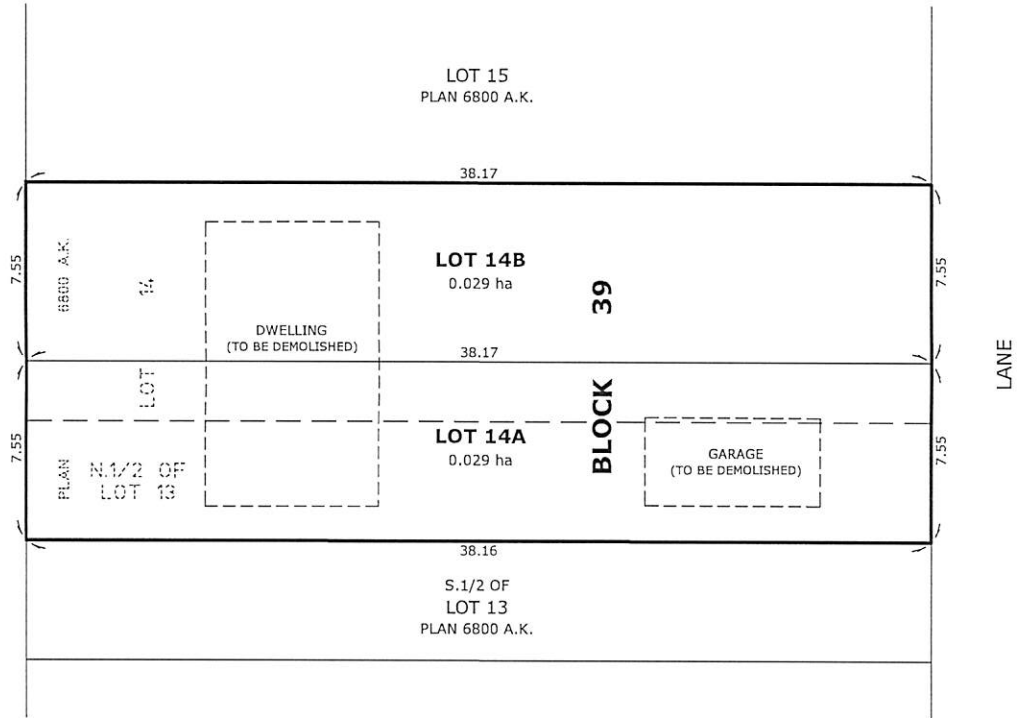 LOT 15
PLAN 6800 A.K.
38.17
7.55
6800 A.K.
14
LOT 14B
0.029 ha
39
7.55
DWELLING
(TO BE DEMOLISHED)
38.17
LANE
7.55
LOT
PLAN
N.1/2 OF
LOT 13
LOT 14A
0.029 ha
BLOCK
GARAGE
(TO BE DEMOLISHED)
7.55
38.16
S.1/2 OF
LOT 13
PLAN 6800 A.K.